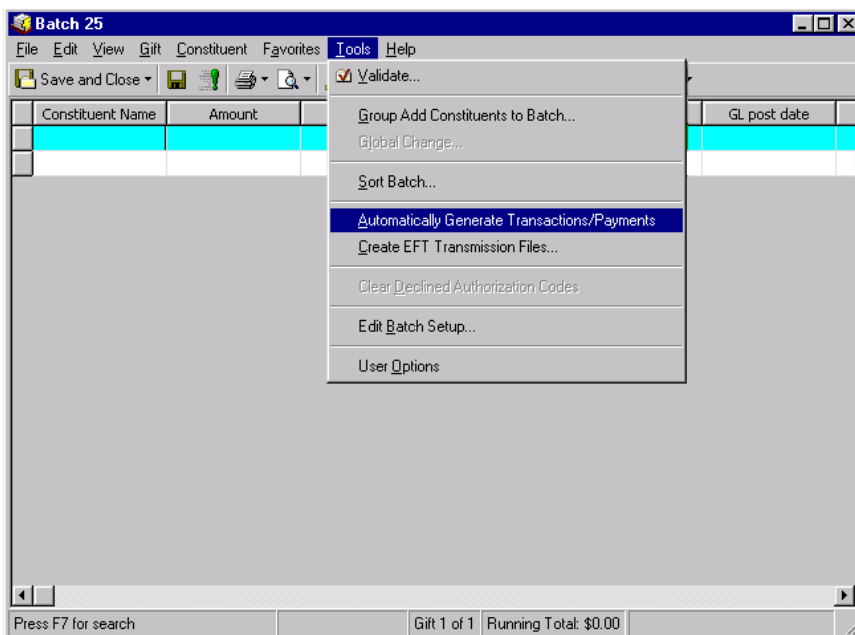 Batch 25
File Edit View Gift Constituent Favorites Tools Help
Save and Close
Validate...
Constituent Name Amount GL post date
Group Add Constituents to Batch...
Global Change...
Sort Batch...
Automatically Generate Transactions/Payments
Create EFT Transmission Files...
Clear Declined Authorization Codes
Edit Batch Setup...
User Options
Press F7 for search Gift 1 of 1 Running Total: $0.00